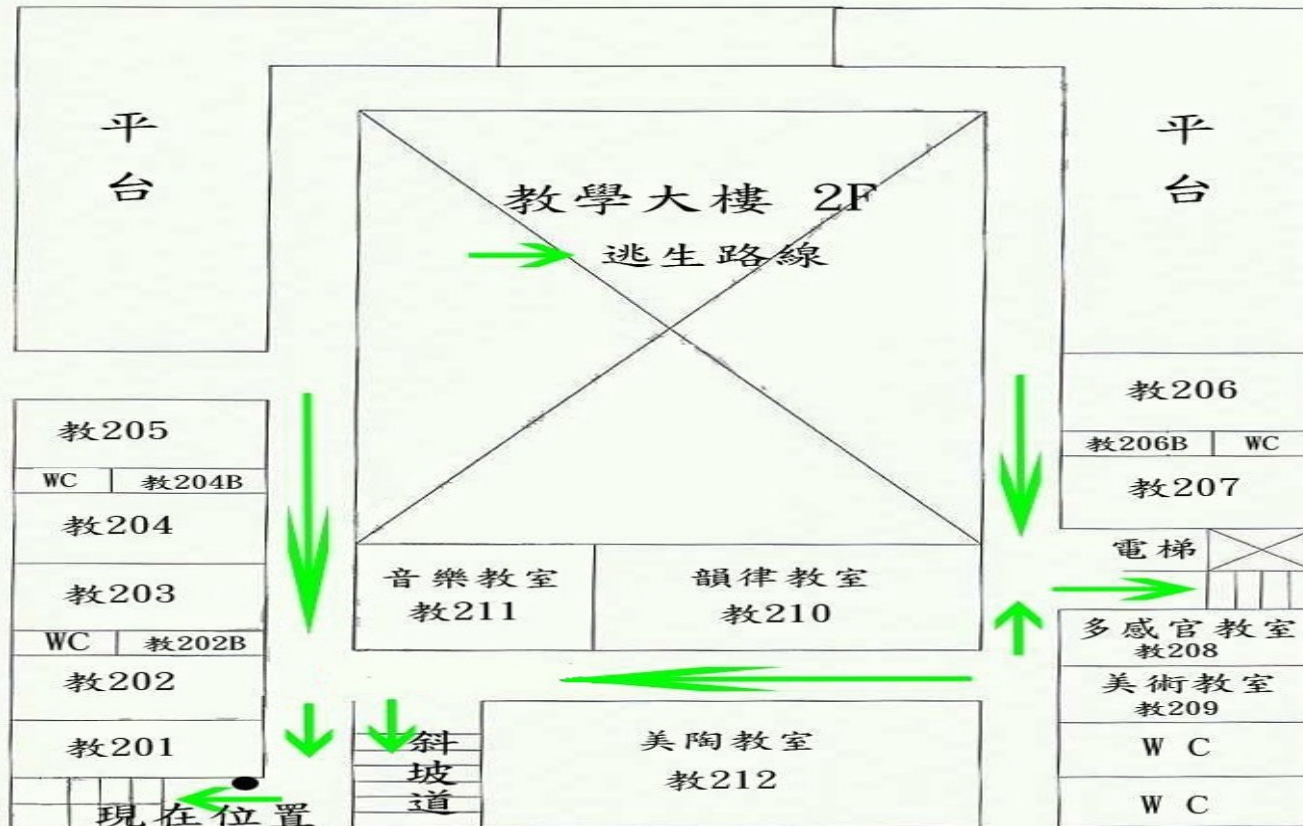 平台
平台
教學大樓 2F
逃生路線
教205
WC 教204B
教204
教203
WC 教202B
教202
教201
現在位置
音樂教室
教211
韻律教室
教210
斜坡道
美陶教室
教212
教206
教206B WC
教207
電梯
多感官教室
教208
美術教室
教209
WC
WC